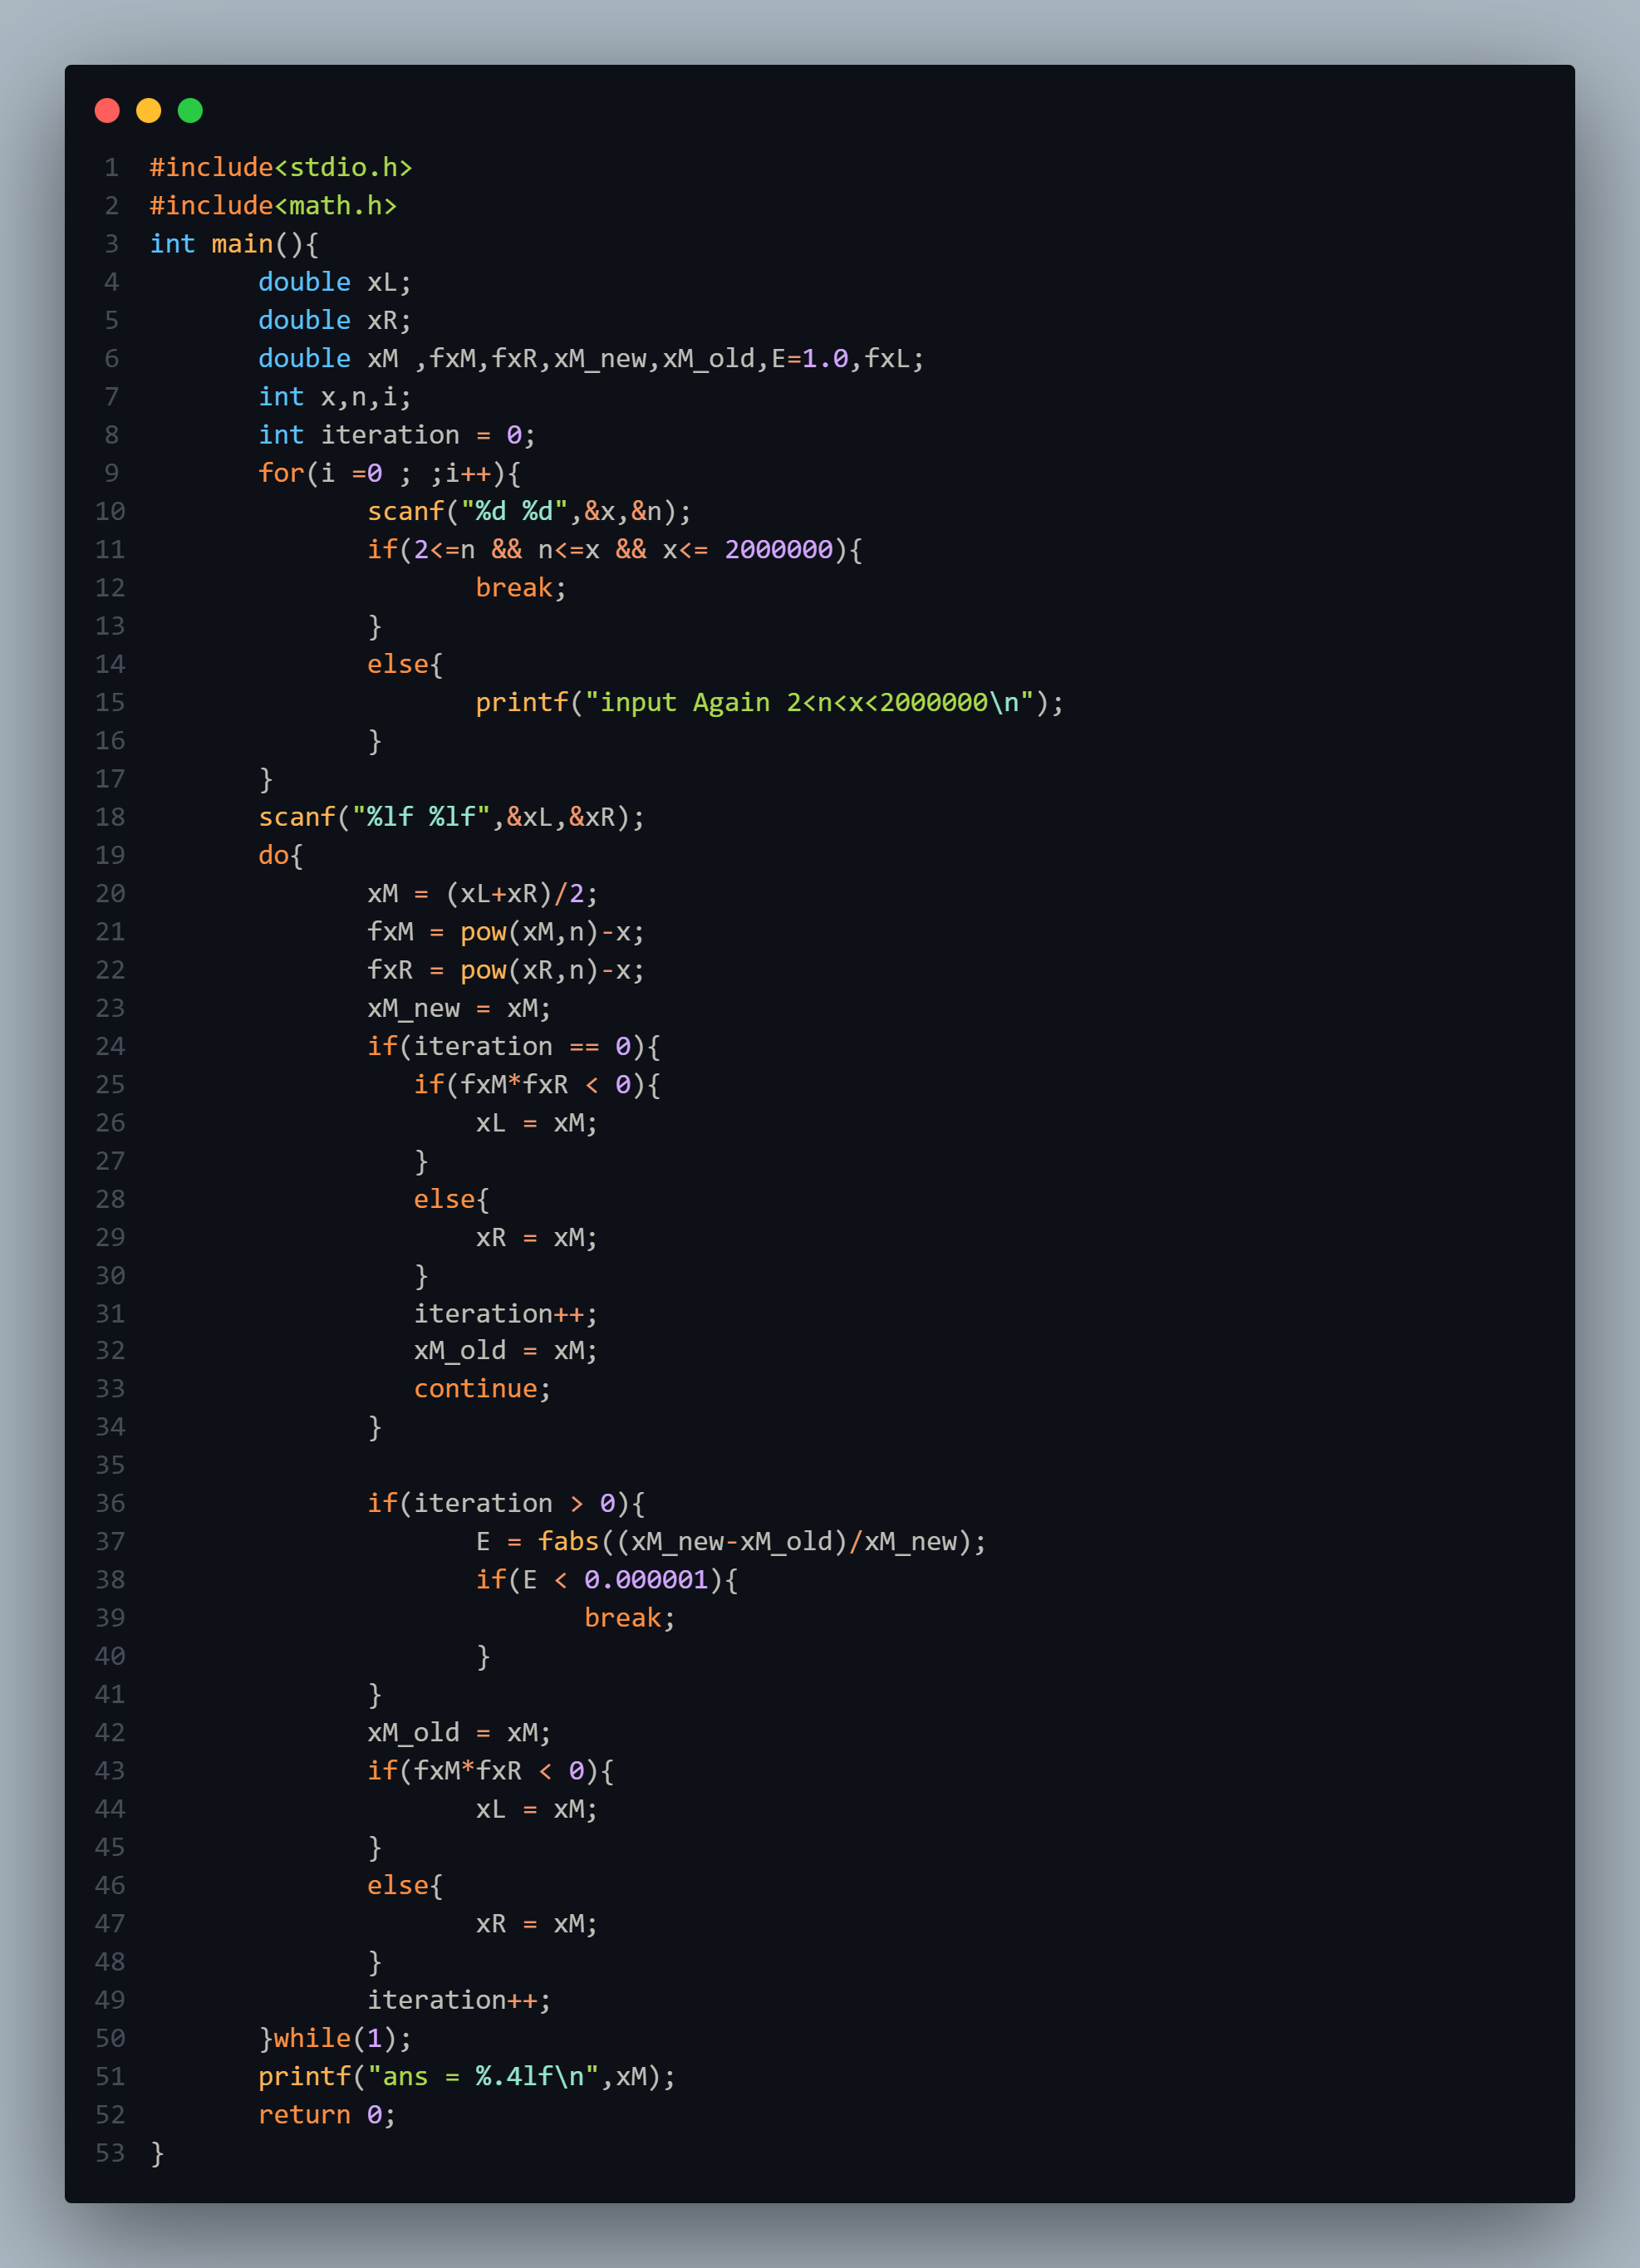 1 #include<stdio.h>
2 #include<math.h>
3 int main(){
4 double xL;
5 double xR;
6 double xM ,fxM,fxR,xM_new,xM_old,E=1.0,fxL;
7 int x,n,i;
8 int iteration = 0;
9 for(i =0 ; ;i++){
10 scanf("%d %d",&x,&n);
11 if(2<=n && n<=x && x<= 2000000){
12 break;
13 }
14 else{
15 printf("input Again 2<n<x<2000000\n");
16 }
17 }
18 scanf("%lf %lf",&xL,&xR);
19 do{
20 xM = (xL+xR)/2;
21 fxM = pow(xM,n)-x;
22 fxR = pow(xR,n)-x;
23 xM_new = xM;
24 if(iteration == 0){
25 if(fxM*fxR < 0){
26 xL = xM;
27 }
28 else{
29 xR = xM;
30 }
31 iteration++;
32 xM_old = xM;
33 continue;
34 }
35
36 if(iteration > 0){
37 E = fabs((xM_new-xM_old)/xM_new);
38 if(E < 0.000001){
39 break;
40 }
41 }
42 xM_old = xM;
43 if(fxM*fxR < 0){
44 xL = xM;
45 }
46 else{
47 xR = xM;
48 }
49 iteration++;
50 }while(1);
51 printf("ans = %.4lf\n",xM);
52 return 0;
53 }